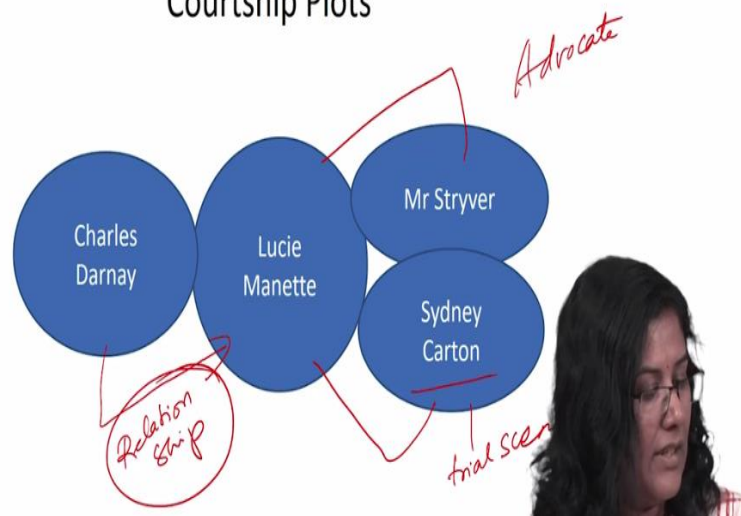 Courtship Plots
Advocate
Charles
Darnay
Lucie
Manette
Mr Stryver
Sydney
Carton
Relation
ship
trial scen